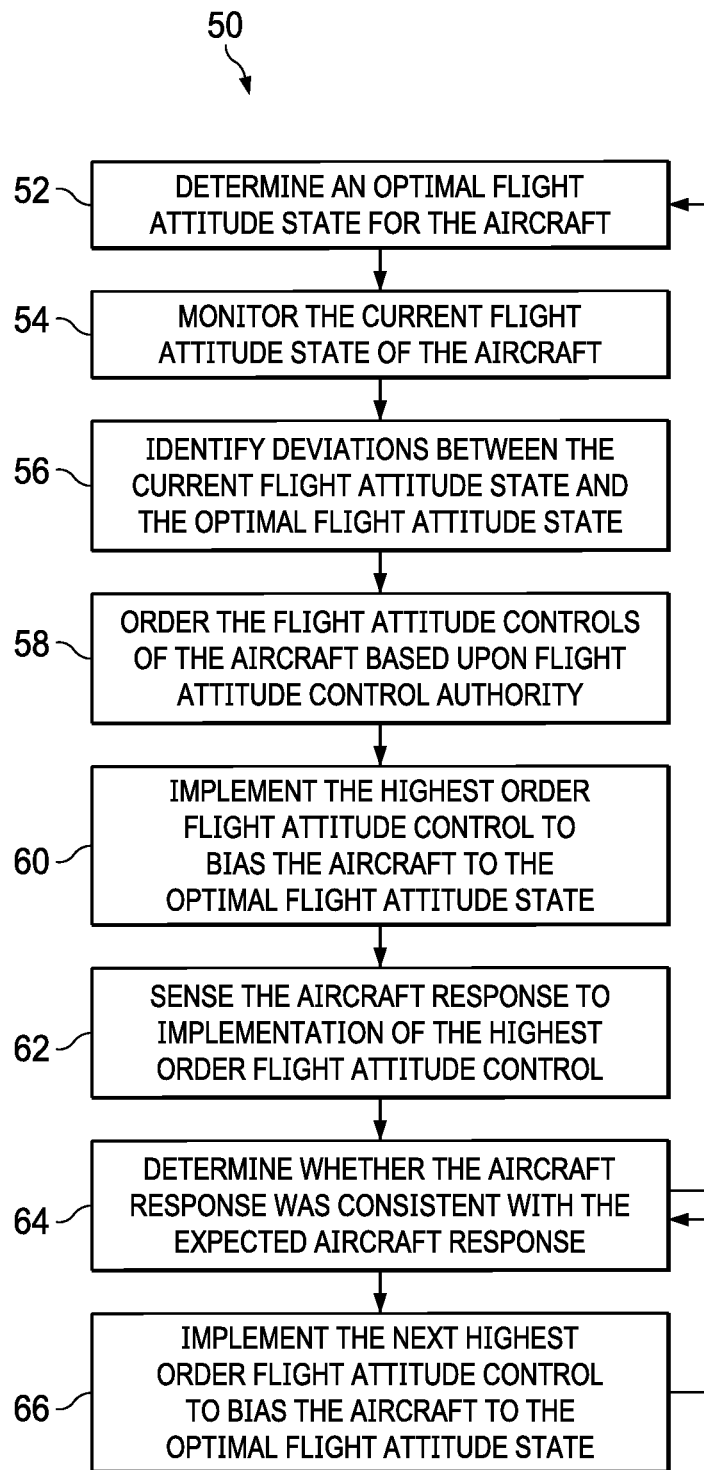 50
52
DETERMINE AN OPTIMAL FLIGHT
ATTITUDE STATE FOR THE AIRCRAFT
54
MONITOR THE CURRENT FLIGHT
ATTITUDE STATE OF THE AIRCRAFT
56
IDENTIFY DEVIATIONS BETWEEN THE
CURRENT FLIGHT ATTITUDE STATE AND
THE OPTIMAL FLIGHT ATTITUDE STATE
58
ORDER THE FLIGHT ATTITUDE CONTROLS
OF THE AIRCRAFT BASED UPON FLIGHT
ATTITUDE CONTROL AUTHORITY
60
IMPLEMENT THE HIGHEST ORDER
FLIGHT ATTITUDE CONTROL TO
BIAS THE AIRCRAFT TO THE
OPTIMAL FLIGHT ATTITUDE STATE
62
SENSE THE AIRCRAFT RESPONSE TO
IMPLEMENTATION OF THE HIGHEST
ORDER FLIGHT ATTITUDE CONTROL
64
DETERMINE WHETHER THE AIRCRAFT
RESPONSE WAS CONSISTENT WITH THE
EXPECTED AIRCRAFT RESPONSE
66
IMPLEMENT THE NEXT HIGHEST
ORDER FLIGHT ATTITUDE CONTROL
TO BIAS THE AIRCRAFT TO THE
OPTIMAL FLIGHT ATTITUDE STATE